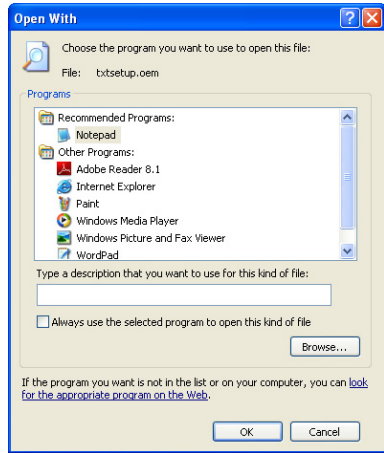 Open With
Choose the program you want to use to open this file:
File: txtsetup.oem
Programs
Recommended Programs:
Notepad
Other Programs:
Adobe Reader 8.1
Internet Explorer
Paint
Windows Media Player
Windows Picture and Fax Viewer
WordPad
Type a description that you want to use for this kind of file:
Always use the selected program to open this kind of file
Browse...
If the program you want is not in the list or on your computer, you can look
for the appropriate program on the Web.
OK Cancel